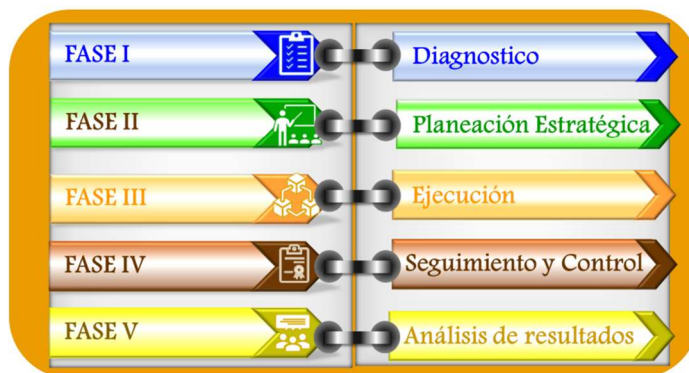 FASE I
Diagnostico
FASE II
Planeación Estratégica
FASE III
Ejecución
FASE IV
Seguimiento y Control
FASE V
Análisis de resultados